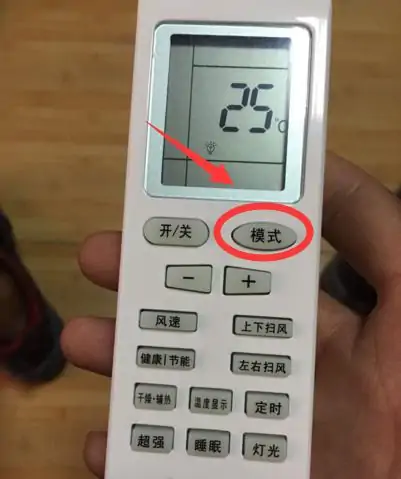 25℃
开/关 模式
− +
风速 上下扫风
健康|节能 左右扫风
干燥·辅热 温度显示 定时
超强 睡眠 灯光